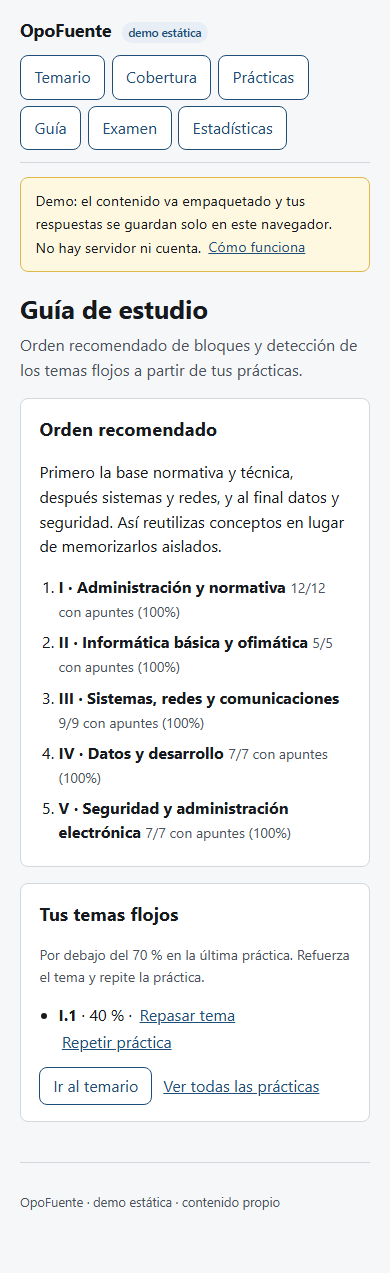 OpoFuente demo estática
Temario Cobertura Prácticas
Guía Examen Estadísticas
Demo: el contenido va empaquetado y tus
respuestas se guardan solo en este navegador.
No hay servidor ni cuenta. Cómo funciona
Guía de estudio
Orden recomendado de bloques y detección de
los temas flojos a partir de tus prácticas.
Orden recomendado
Primero la base normativa y técnica,
después sistemas y redes, y al final datos y
seguridad. Así reutilizas conceptos en lugar
de memorizarlos aislados.
1. I · Administración y normativa 12/12
con apuntes (100%)
2. II · Informática básica y ofimática 5/5
con apuntes (100%)
3. III · Sistemas, redes y comunicaciones
9/9 con apuntes (100%)
4. IV · Datos y desarrollo 7/7 con apuntes
(100%)
5. V · Seguridad y administración
electrónica 7/7 con apuntes (100%)
Tus temas flojos
Por debajo del 70 % en la última práctica. Refuerza
el tema y repite la práctica.
• I.1 · 40 % · Repasar tema
Repetir práctica
Ir al temario Ver todas las prácticas
OpoFuente · demo estática · contenido propio